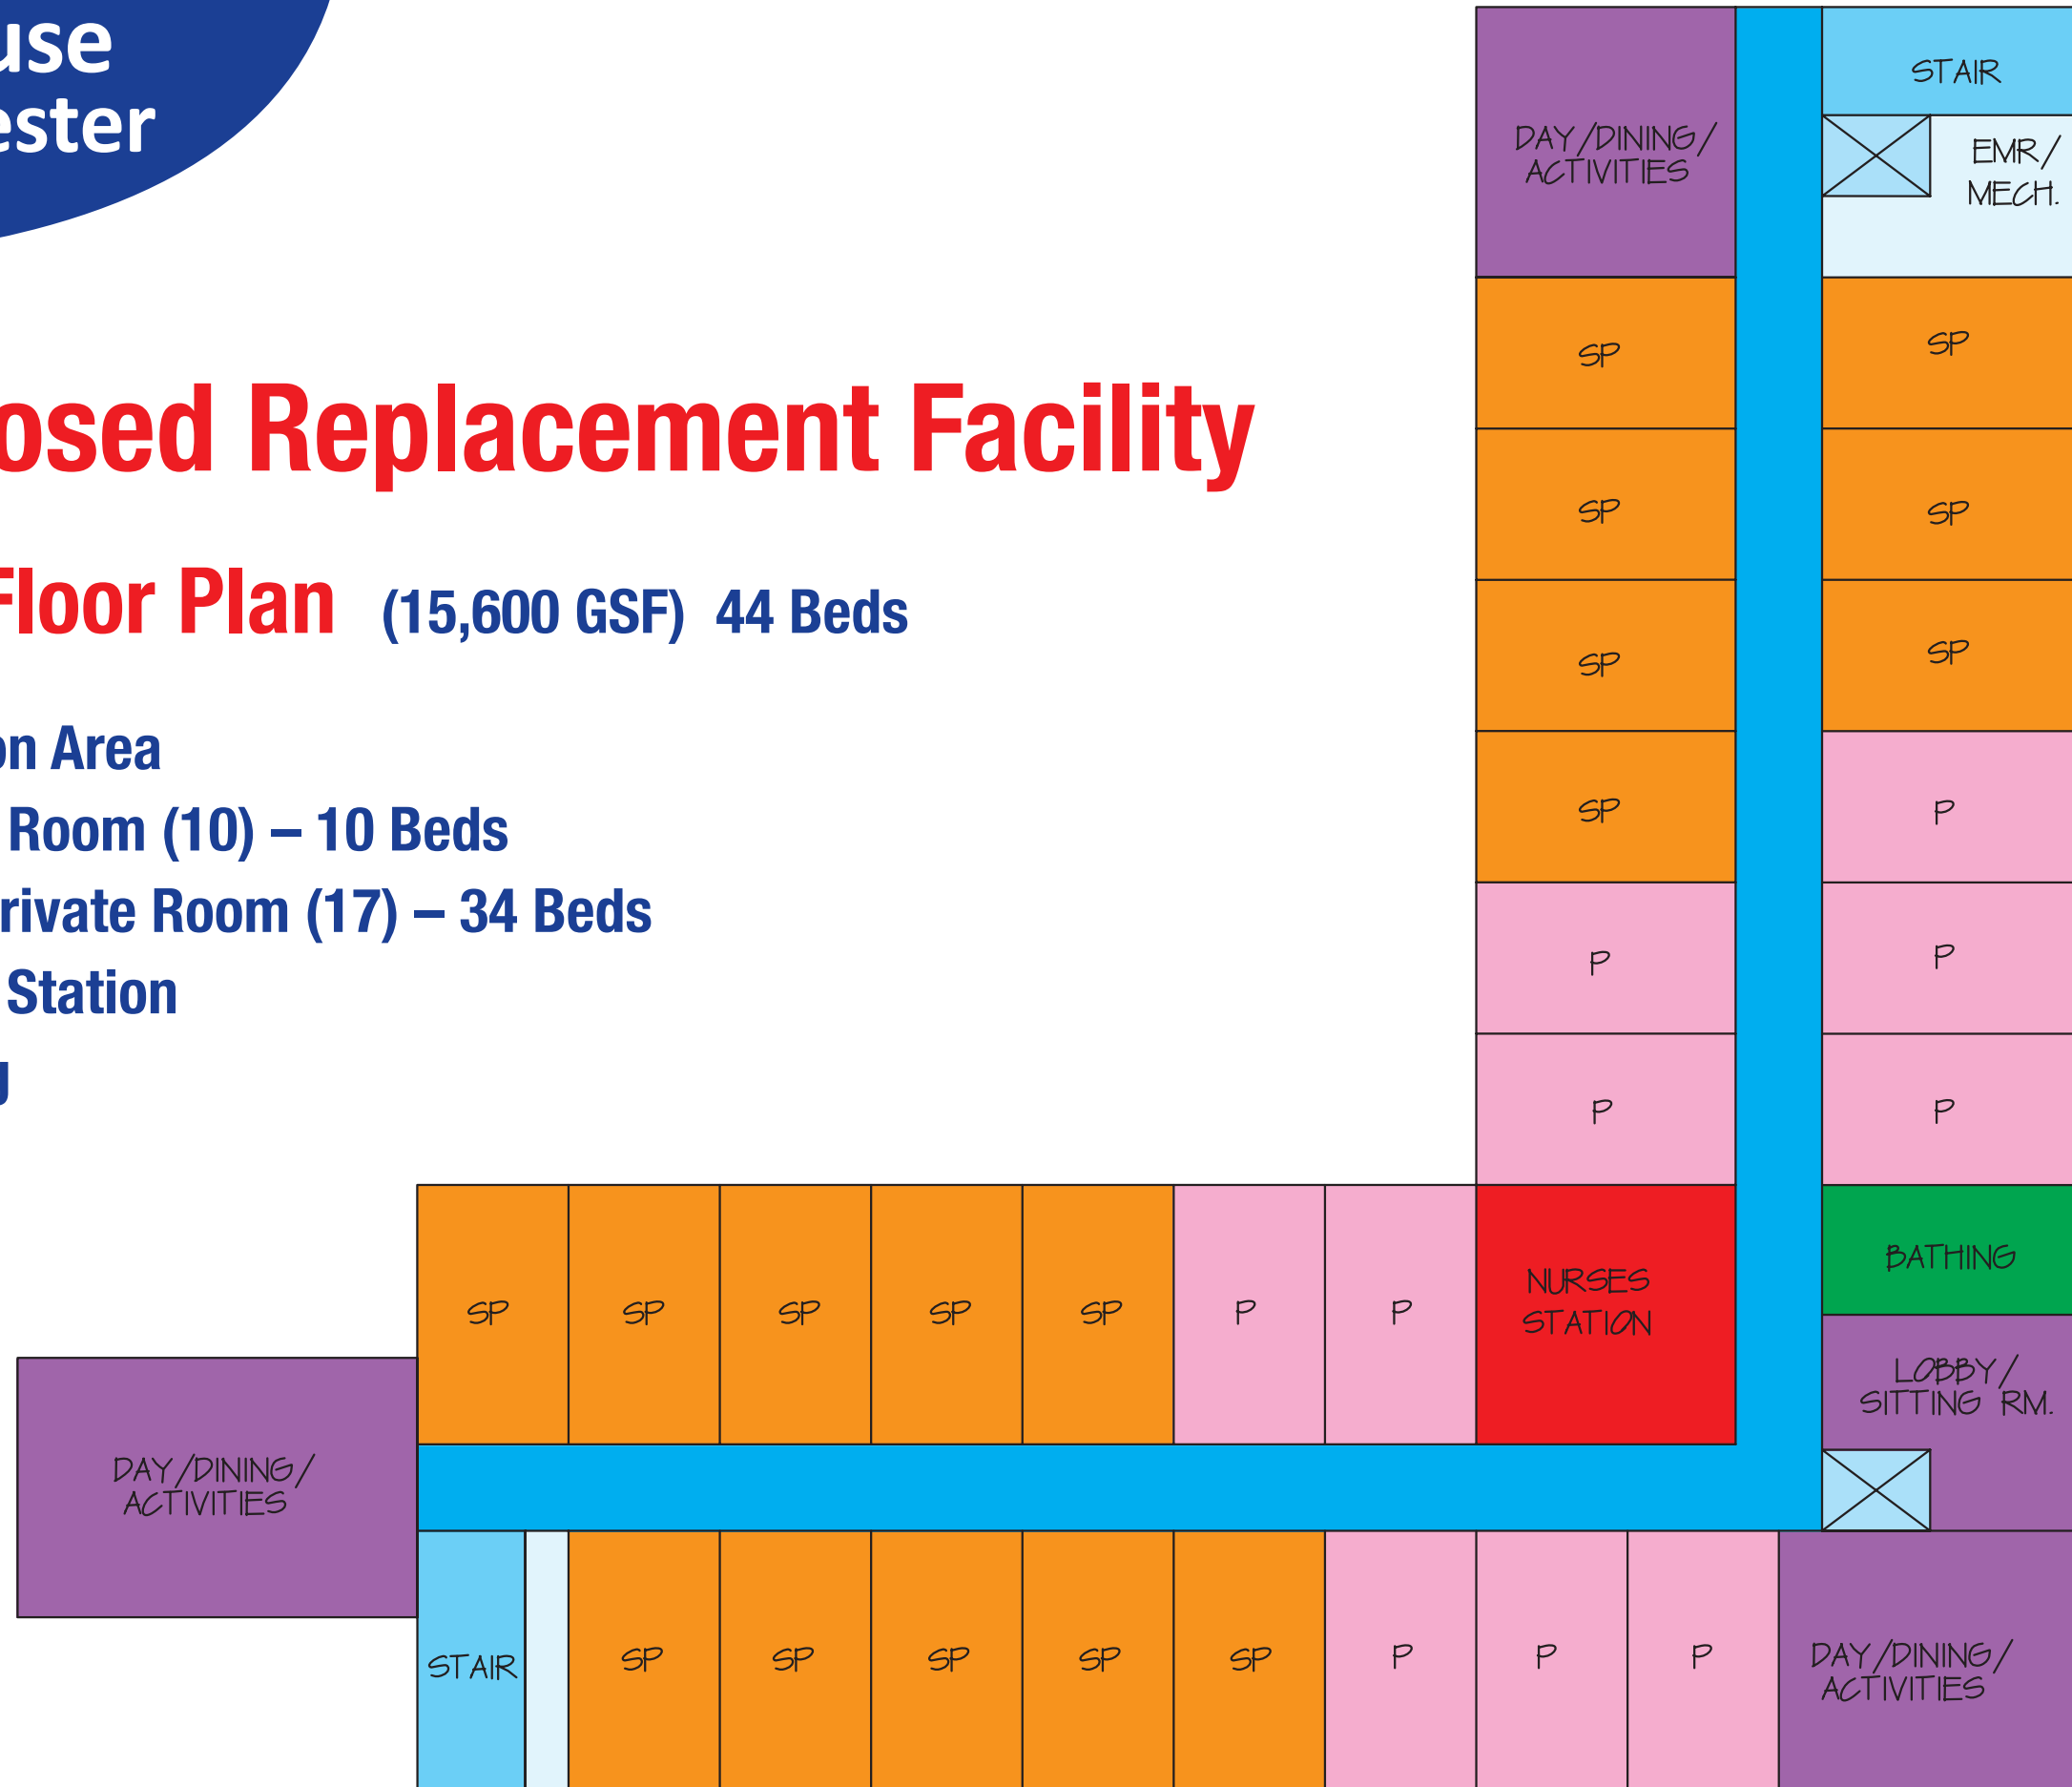 use
ester
osed Replacement Facility
Floor Plan (15,600 GSF) 44 Beds
on Area
Room (10) – 10 Beds
rivate Room (17) – 34 Beds
Station
g
DAY/DINING/
ACTIVITIES
STAIR
EMR/
MECH.
SP
SP
SP
SP
SP
SP
SP
P
P
P
P
P
SP
SP
SP
SP
SP
P
P
NURSES
STATION
BATHING
LOBBY/
SITTING RM.
DAY/DINING/
ACTIVITIES
STAIR
SP
SP
SP
SP
SP
P
P
P
DAY/DINING/
ACTIVITIES